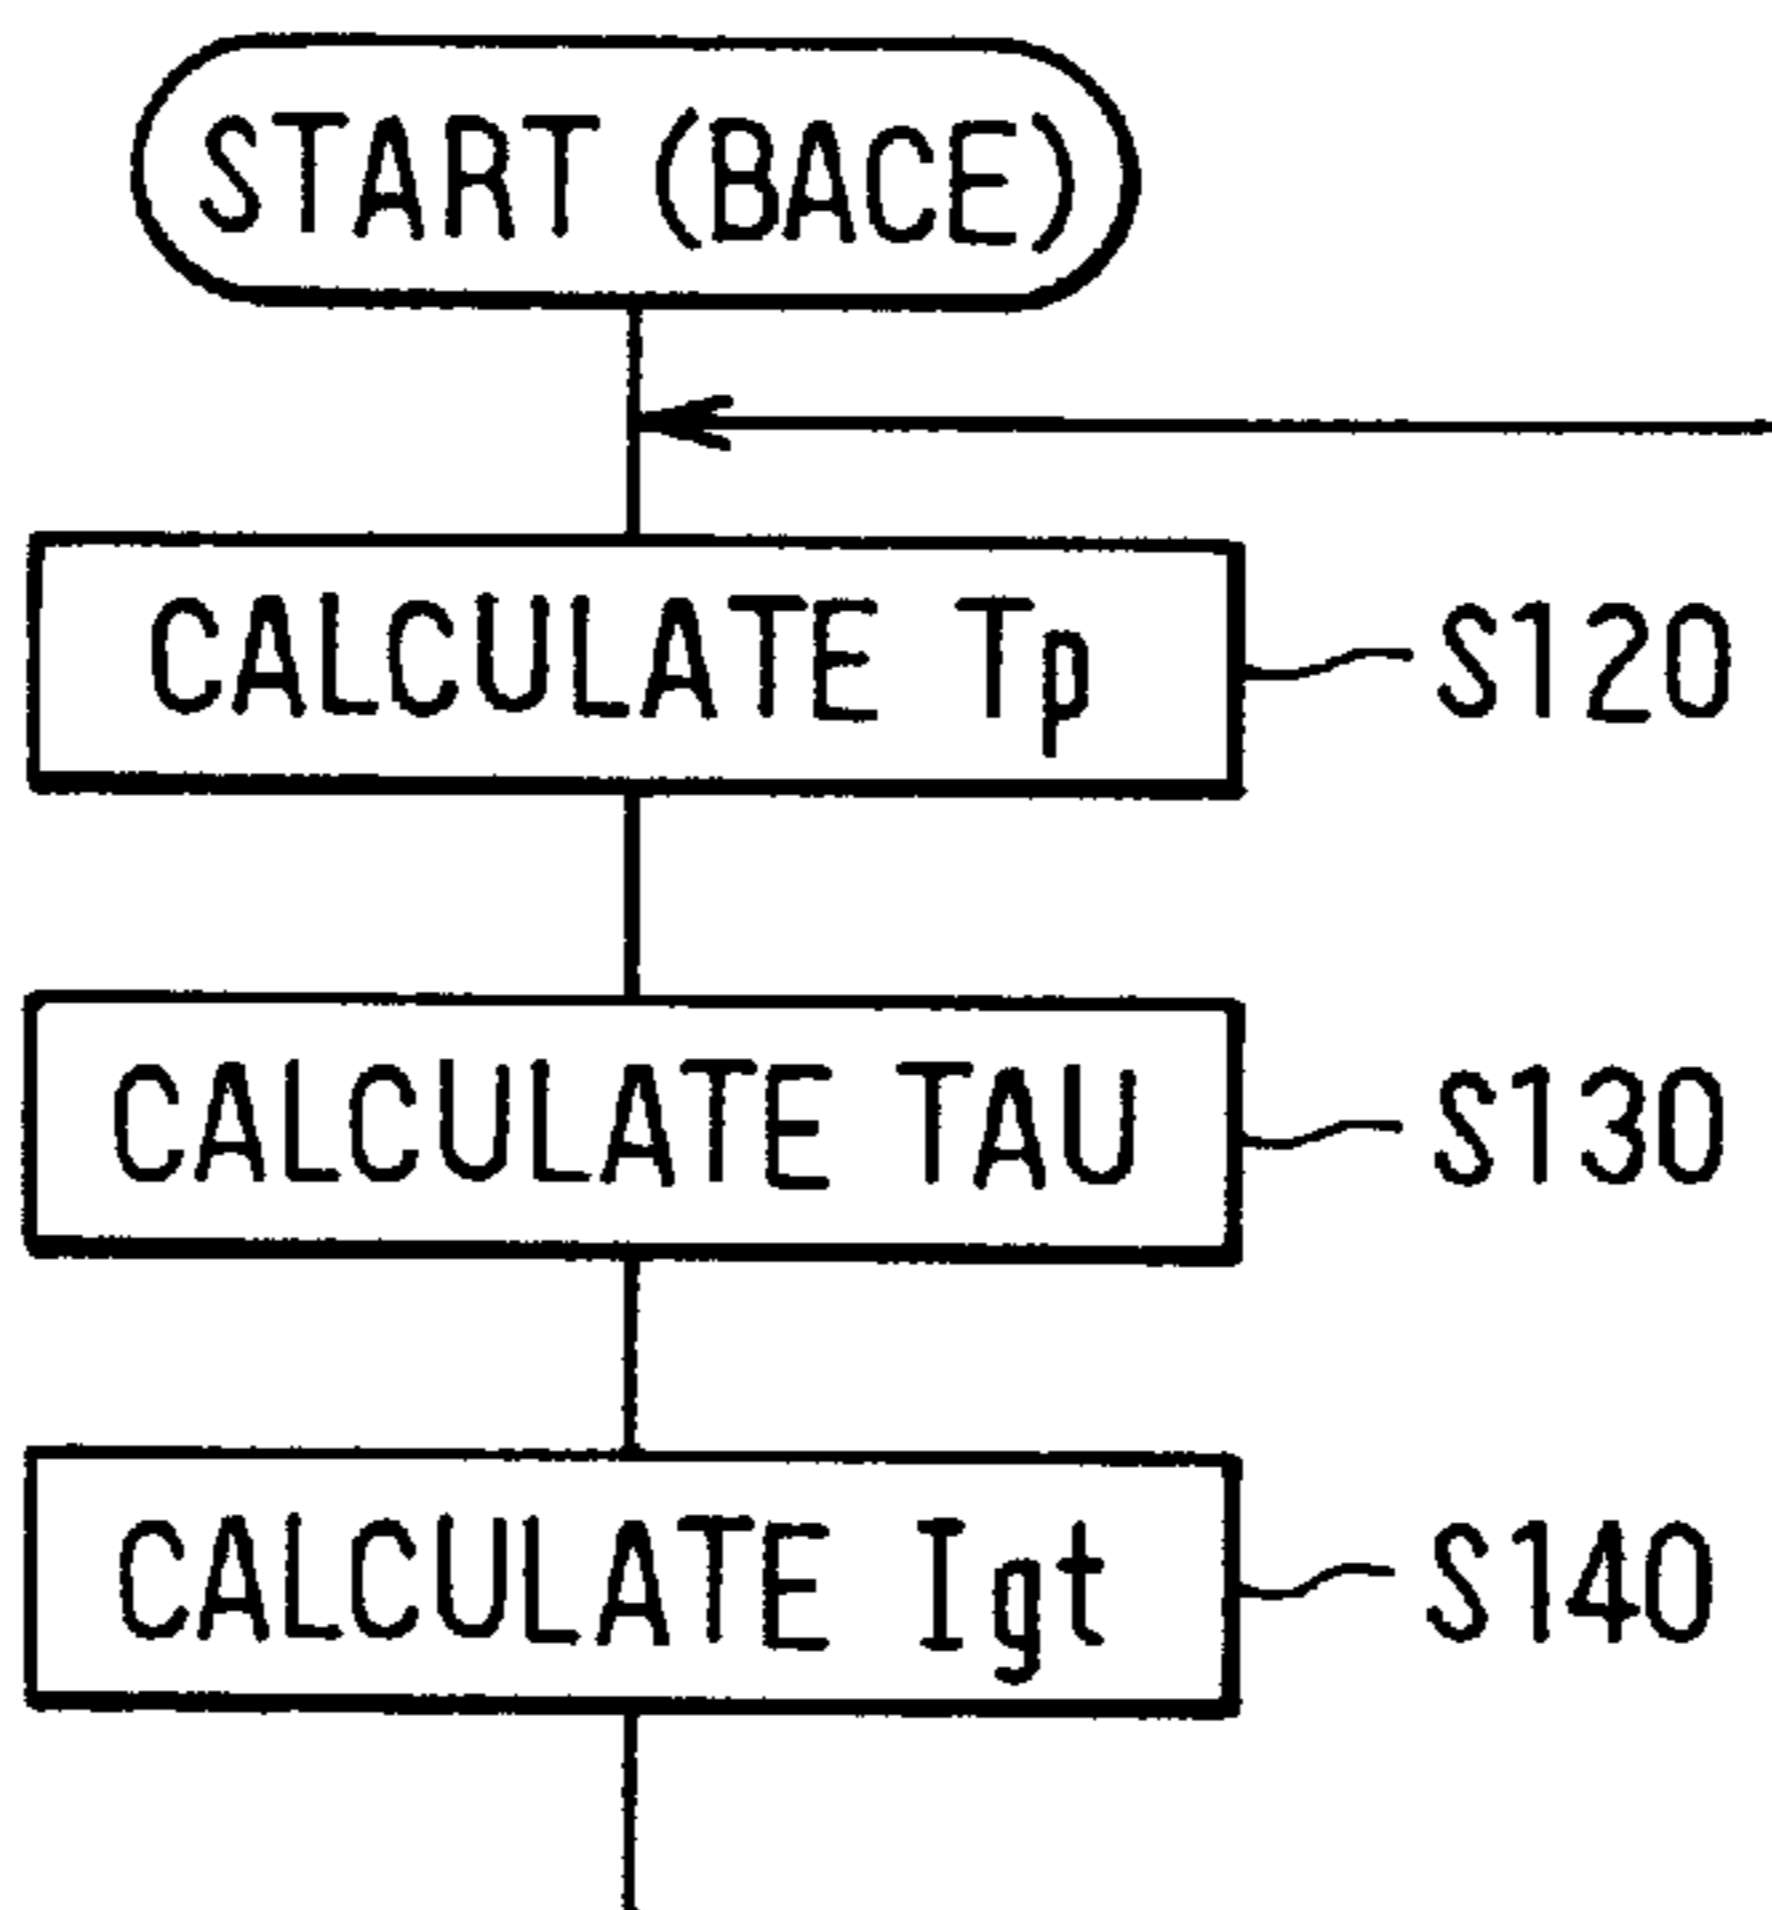 START (BACE)
CALCULATE Tp
S120
CALCULATE TAU
S130
CALCULATE Igt
S140